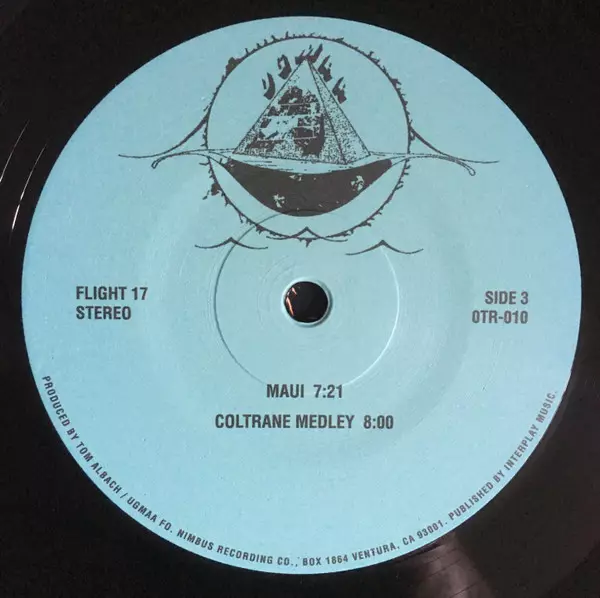 FLIGHT 17
STEREO
SIDE 3
OTR-010
MAUI 7:21
COLTRANE MEDLEY 8:00
PRODUCED BY TOM ALBACH / UGMAA FO. NIMBUS RECORDING CO., BOX 1864 VENTURA, CA 93001. PUBLISHED BY INTERPLAY MUSIC.